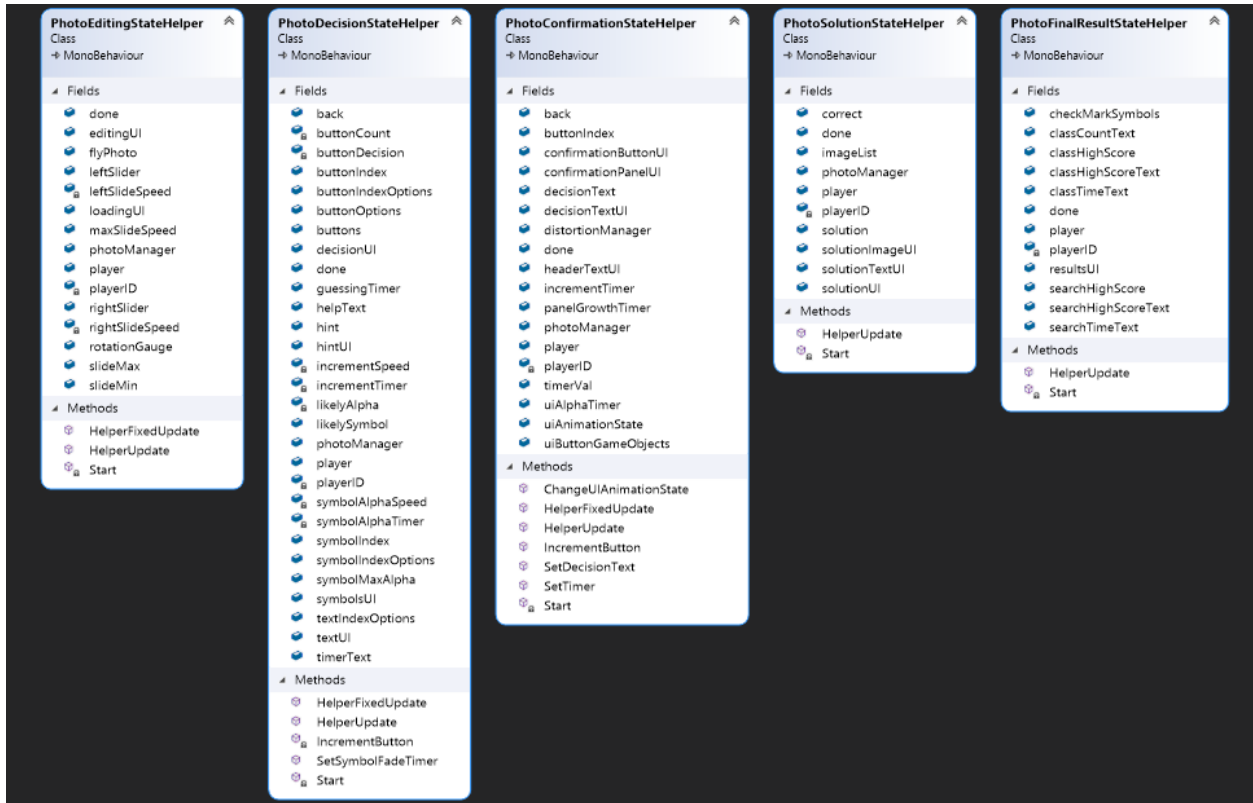 PhotoEditingStateHelper
Class
MonoBehaviour
Fields
done
editingUI
flyPhoto
leftSlider
leftSlideSpeed
loadingUI
maxSlideSpeed
photoManager
player
playerID
rightSlider
rightSlideSpeed
rotationGauge
slideMax
slideMin
Methods
HelperFixedUpdate
HelperUpdate
Start
PhotoDecisionStateHelper
Class
MonoBehaviour
Fields
back
buttonCount
buttonDecision
buttonIndex
buttonIndexOptions
buttonOptions
buttons
decisionUI
done
guessingTimer
helpText
hint
hintUI
incrementSpeed
incrementTimer
likelyAlpha
likelySymbol
photoManager
player
playerID
symbolAlphaSpeed
symbolAlphaTimer
symbolIndex
symbolIndexOptions
symbolMaxAlpha
symbolsUI
textIndexOptions
textUI
timerText
Methods
HelperFixedUpdate
HelperUpdate
IncrementButton
SetSymbolFadeTimer
Start
PhotoConfirmationStateHelper
Class
MonoBehaviour
Fields
back
buttonIndex
confirmationButtonUI
confirmationPanelUI
decisionText
decisionTextUI
distortionManager
done
headerTextUI
incrementTimer
panelGrowthTimer
photoManager
player
playerID
timerVal
uiAlphaTimer
uiAnimationState
uiButtonGameObjects
Methods
ChangeUIAnimationState
HelperFixedUpdate
HelperUpdate
IncrementButton
SetDecisionText
SetTimer
Start
PhotoSolutionStateHelper
Class
MonoBehaviour
Fields
correct
done
imageList
photoManager
player
playerID
solution
solutionImageUI
solutionTextUI
solutionUI
Methods
HelperUpdate
Start
PhotoFinalResultStateHelper
Class
MonoBehaviour
Fields
checkMarkSymbols
classCountText
classHighScore
classHighScoreText
classTimeText
done
player
playerID
resultsUI
searchHighScore
searchHighScoreText
searchTimeText
Methods
HelperUpdate
Start